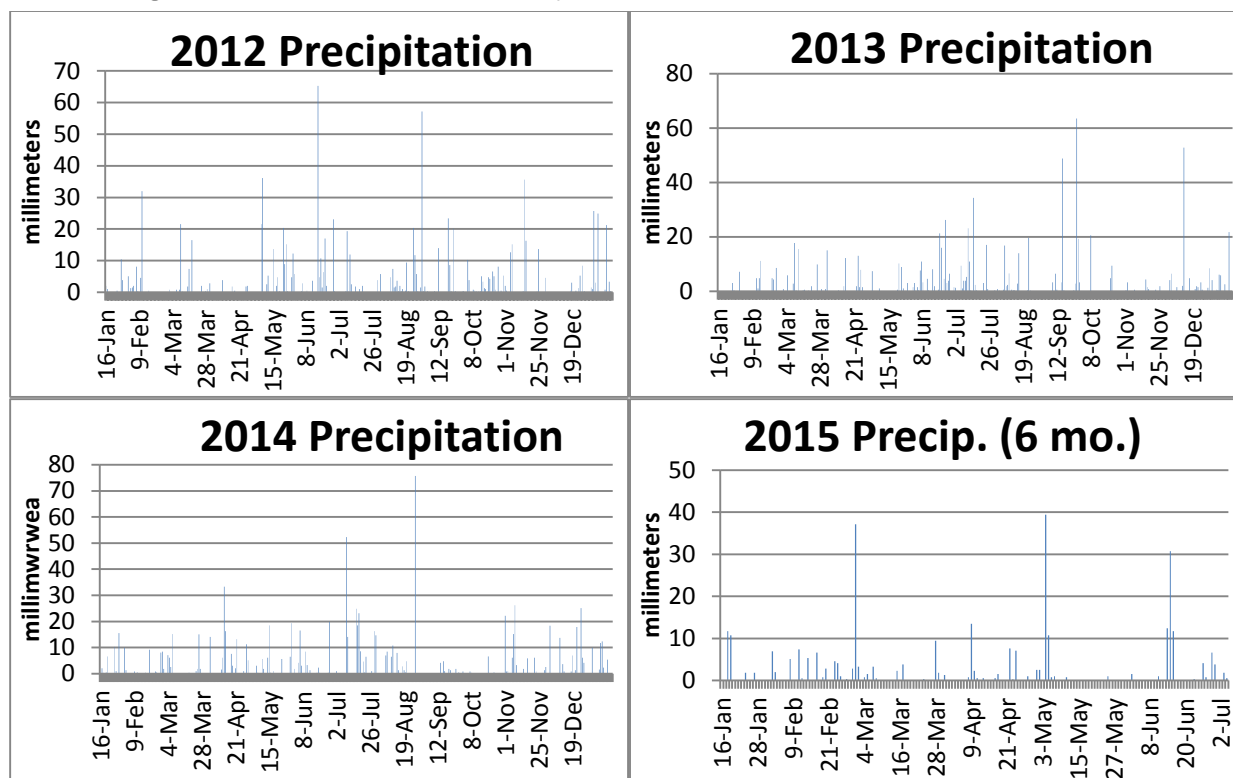 2012 Precipitation
millimeters
70
60
50
40
30
20
10
0
16-Jan
9-Feb
4-Mar
28-Mar
21-Apr
15-May
8-Jun
2-Jul
26-Jul
19-Aug
12-Sep
8-Oct
1-Nov
25-Nov
19-Dec
2013 Precipitation
millimeters
80
60
40
20
0
16-Jan
9-Feb
4-Mar
28-Mar
21-Apr
15-May
8-Jun
2-Jul
26-Jul
19-Aug
12-Sep
8-Oct
1-Nov
25-Nov
19-Dec
2014 Precipitation
millimwrwea
80
70
60
50
40
30
20
10
0
16-Jan
9-Feb
4-Mar
28-Mar
21-Apr
15-May
8-Jun
2-Jul
26-Jul
19-Aug
12-Sep
8-Oct
1-Nov
25-Nov
19-Dec
2015 Precip. (6 mo.)
millimeters
50
40
30
20
10
0
16-Jan
28-Jan
9-Feb
21-Feb
4-Mar
16-Mar
28-Mar
9-Apr
21-Apr
3-May
15-May
27-May
8-Jun
20-Jun
2-Jul